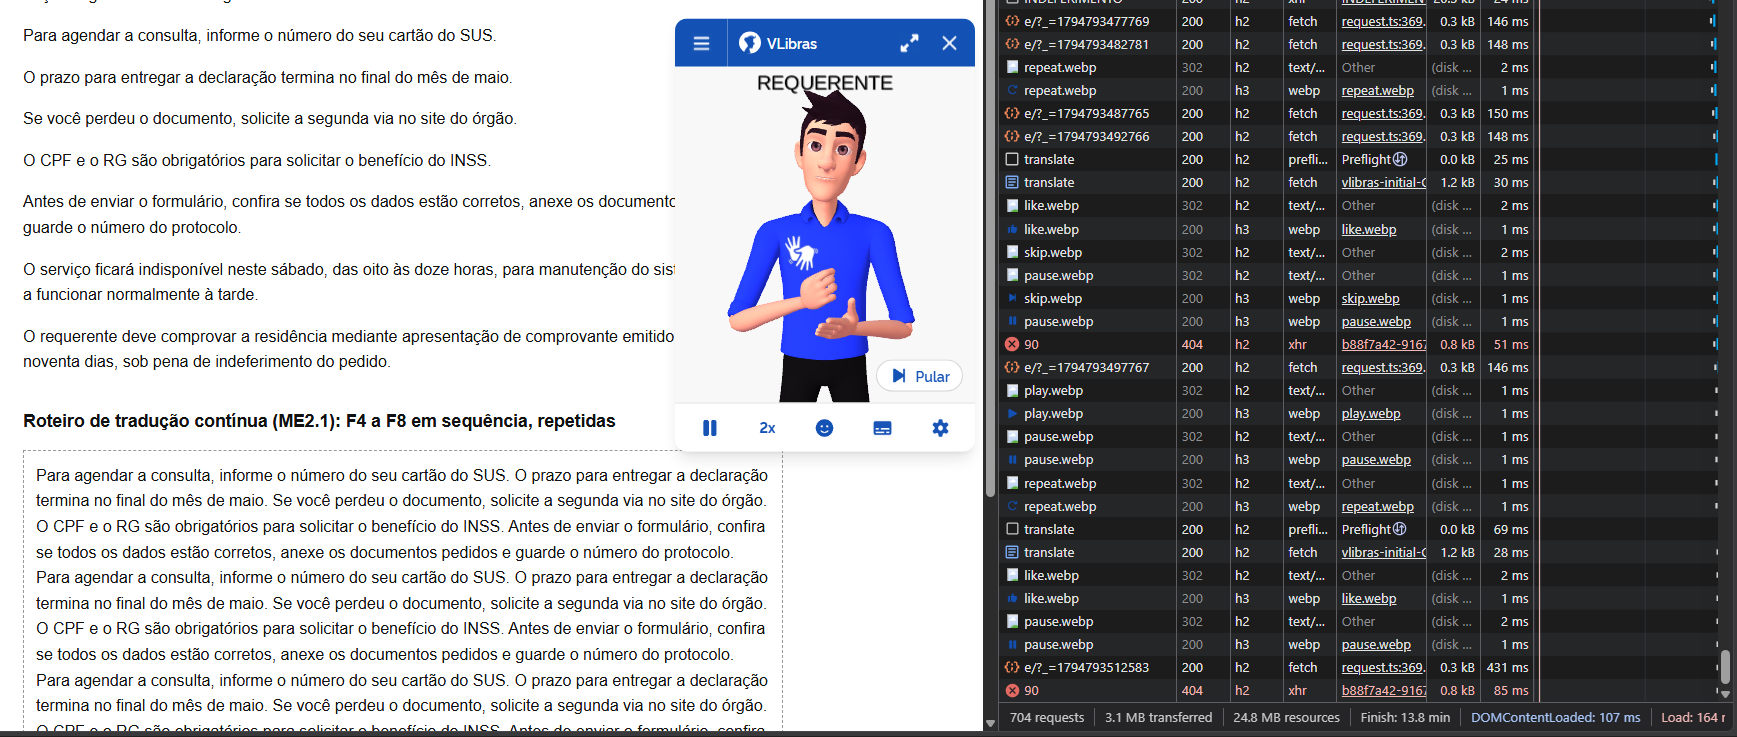 Para agendar a consulta, informe o número do seu cartão do SUS.
O prazo para entregar a declaração termina no final do mês de maio.
Se você perdeu o documento, solicite a segunda via no site do órgão.
O CPF e o RG são obrigatórios para solicitar o benefício do INSS.
Antes de enviar o formulário, confira se todos os dados estão corretos, anexe os documento
guarde o número do protocolo.
O serviço ficará indisponível neste sábado, das oito às doze horas, para manutenção do sis
a funcionar normalmente à tarde.
O requerente deve comprovar a residência mediante apresentação de comprovante emitido
noventa dias, sob pena de indeferimento do pedido.
Roteiro de tradução contínua (ME2.1): F4 a F8 em sequência, repetidas
Para agendar a consulta, informe o número do seu cartão do SUS. O prazo para entregar a declaração
termina no final do mês de maio. Se você perdeu o documento, solicite a segunda via no site do órgão.
O CPF e o RG são obrigatórios para solicitar o benefício do INSS. Antes de enviar o formulário, confira
se todos os dados estão corretos, anexe os documentos pedidos e guarde o número do protocolo.
Para agendar a consulta, informe o número do seu cartão do SUS. O prazo para entregar a declaração
termina no final do mês de maio. Se você perdeu o documento, solicite a segunda via no site do órgão.
O CPF e o RG são obrigatórios para solicitar o benefício do INSS. Antes de enviar o formulário, confira
se todos os dados estão corretos, anexe os documentos pedidos e guarde o número do protocolo.
Para agendar a consulta, informe o número do seu cartão do SUS. O prazo para entregar a declaração
termina no final do mês de maio. Se você perdeu o documento, solicite a segunda via no site do órgão.
O CPF e o RG são obrigatórios para solicitar o benefício do INSS. Antes de enviar o formulário, confira
VLibras
REQUERENTE
Pular
2x
INDEFERIMENTO 200 h2 xhr INDEFERIMEN 24 ms
e/?_=1794793477769 200 h2 fetch request.ts:369. 0.3 kB 146 ms
e/?_=1794793482781 200 h2 fetch request.ts:369. 0.3 kB 148 ms
repeat.webp 302 h2 text/... Other (disk ... 2 ms
repeat.webp 200 h3 webp repeat.webp (disk ... 1 ms
e/?_=1794793487765 200 h2 fetch request.ts:369. 0.3 kB 150 ms
e/?_=1794793492766 200 h2 fetch request.ts:369. 0.3 kB 148 ms
translate 200 h2 prefli... Preflight 0.0 kB 25 ms
translate 200 h2 fetch vlibras-initial-C 1.2 kB 30 ms
like.webp 302 h2 text/... Other (disk ... 2 ms
like.webp 200 h3 webp like.webp (disk ... 1 ms
skip.webp 302 h2 text/... Other (disk ... 2 ms
pause.webp 302 h2 text/... Other (disk ... 1 ms
skip.webp 200 h3 webp skip.webp (disk ... 1 ms
pause.webp 200 h3 webp pause.webp (disk ... 1 ms
90 404 h2 xhr b88f7a42-9167 0.8 kB 51 ms
e/?_=1794793497767 200 h2 fetch request.ts:369. 0.3 kB 146 ms
play.webp 302 h2 text/... Other (disk ... 1 ms
play.webp 200 h3 webp play.webp (disk ... 1 ms
pause.webp 302 h2 text/... Other (disk ... 1 ms
pause.webp 200 h3 webp pause.webp (disk ... 1 ms
repeat.webp 302 h2 text/... Other (disk ... 2 ms
repeat.webp 200 h3 webp repeat.webp (disk ... 1 ms
translate 200 h2 prefli... Preflight 0.0 kB 69 ms
translate 200 h2 fetch vlibras-initial-C 1.2 kB 28 ms
like.webp 302 h2 text/... Other (disk ... 1 ms
like.webp 200 h3 webp like.webp (disk ... 1 ms
pause.webp 302 h2 text/... Other (disk ... 2 ms
pause.webp 200 h3 webp pause.webp (disk ... 1 ms
e/?_=1794793512583 200 h2 fetch request.ts:369. 0.3 kB 431 ms
90 404 h2 xhr b88f7a42-9167 0.8 kB 85 ms
704 requests 3.1 MB transferred 24.8 MB resources Finish: 13.8 min DOMContentLoaded: 107 ms Load: 164